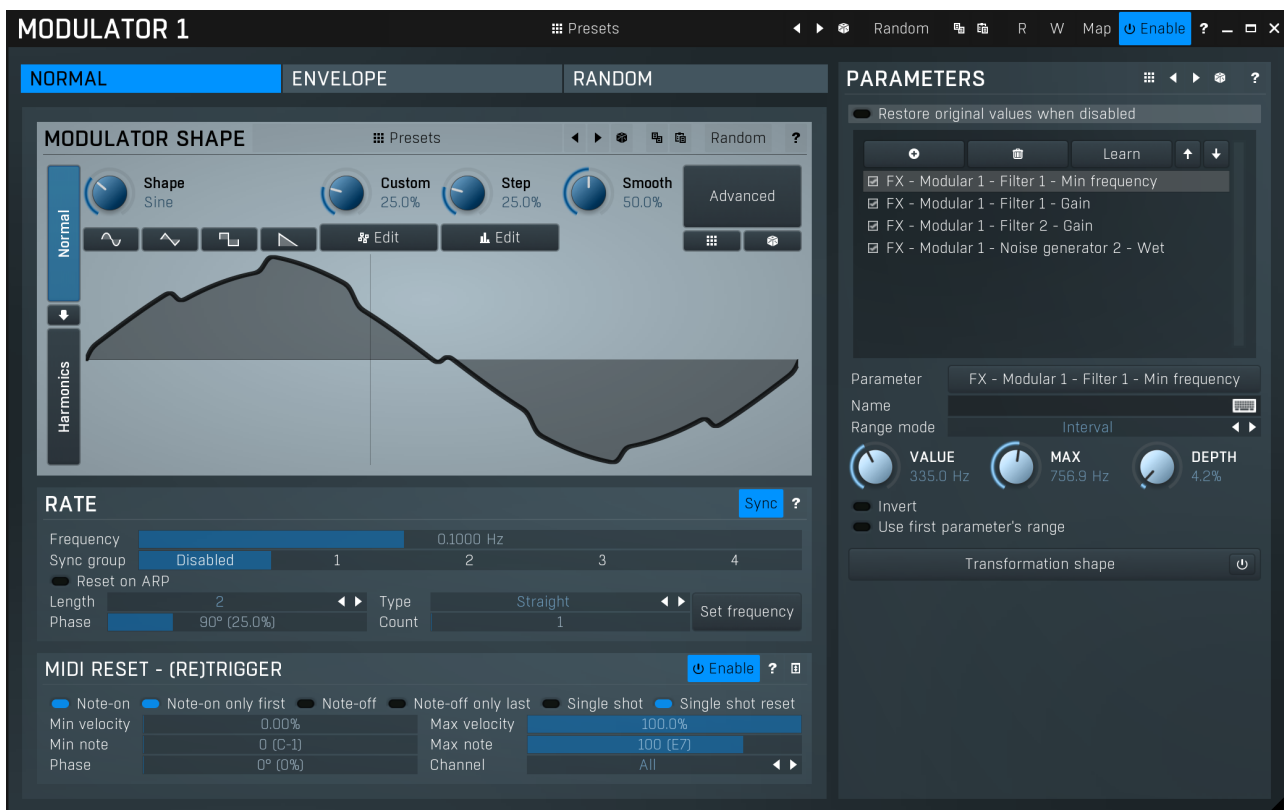 MODULATOR 1 Presets Random R W Map Enable ?
NORMAL ENVELOPE RANDOM
MODULATOR SHAPE Presets Random ?
Normal
Harmonics
Shape Sine
Custom 25.0%
Step 25.0%
Smooth 50.0%
Advanced
Edit Edit
RATE Sync ?
Frequency 0.1000 Hz
Sync group Disabled 1 2 3 4
Reset on ARP
Length 2 Type Straight
Phase 90° (25.0%) Count 1
Set frequency
MIDI RESET - (RE)TRIGGER Enable ?
Note-on Note-on only first Note-off Note-off only last Single shot Single shot reset
Min velocity 0.00% Max velocity 100.0%
Min note 0 (C-1) Max note 100 (E7)
Phase 0° (0%) Channel All
PARAMETERS ?
Restore original values when disabled
Learn
FX - Modular 1 - Filter 1 - Min frequency
FX - Modular 1 - Filter 1 - Gain
FX - Modular 1 - Filter 2 - Gain
FX - Modular 1 - Noise generator 2 - Wet
Parameter FX - Modular 1 - Filter 1 - Min frequency
Name
Range mode Interval
VALUE 335.0 Hz
MAX 756.9 Hz
DEPTH 4.2%
Invert
Use first parameter's range
Transformation shape